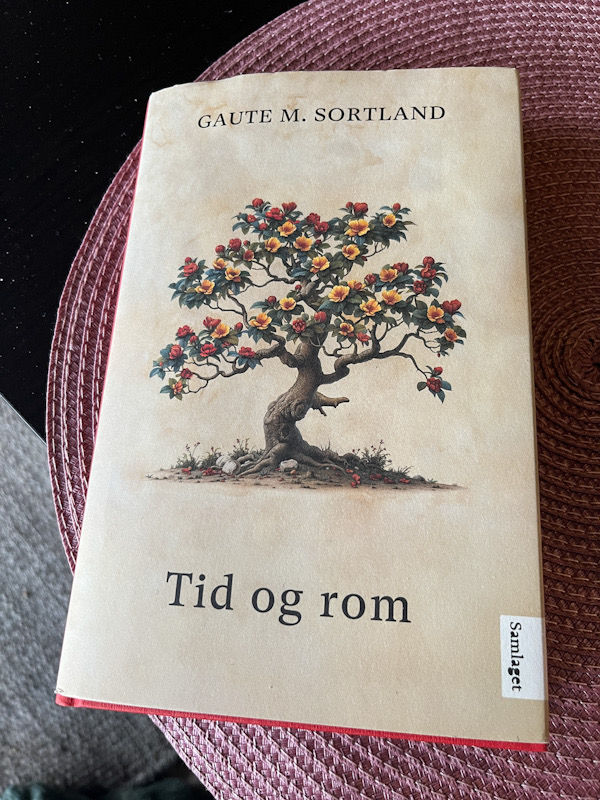 GAUTE M. SORTLAND
Tid og rom
Samlaget